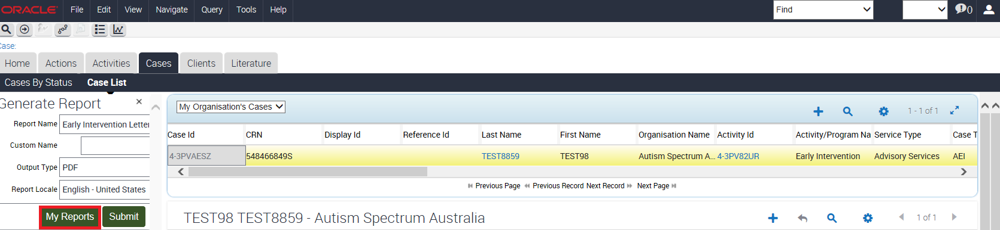 ORACLE File Edit View Navigate Query Tools Help Find 0
Case:
Home Actions Activities Cases Clients Literature
Cases By Status Case List
Generate Report
Report Name Early Intervention Letter
Custom Name
Output Type PDF
Report Locale English - United States
My Reports Submit
My Organisation's Cases 1 - 1 of 1
Case Id CRN Display Id Reference Id Last Name First Name Organisation Name Activity Id Activity/Program Na Service Type Case T
4-3PVAESZ 548466849S TEST8859 TEST98 Autism Spectrum A... 4-3PV82UR Early Intervention Advisory Services AEI
Previous Page Previous Record Next Record Next Page
TEST98 TEST8859 - Autism Spectrum Australia 1 of 1